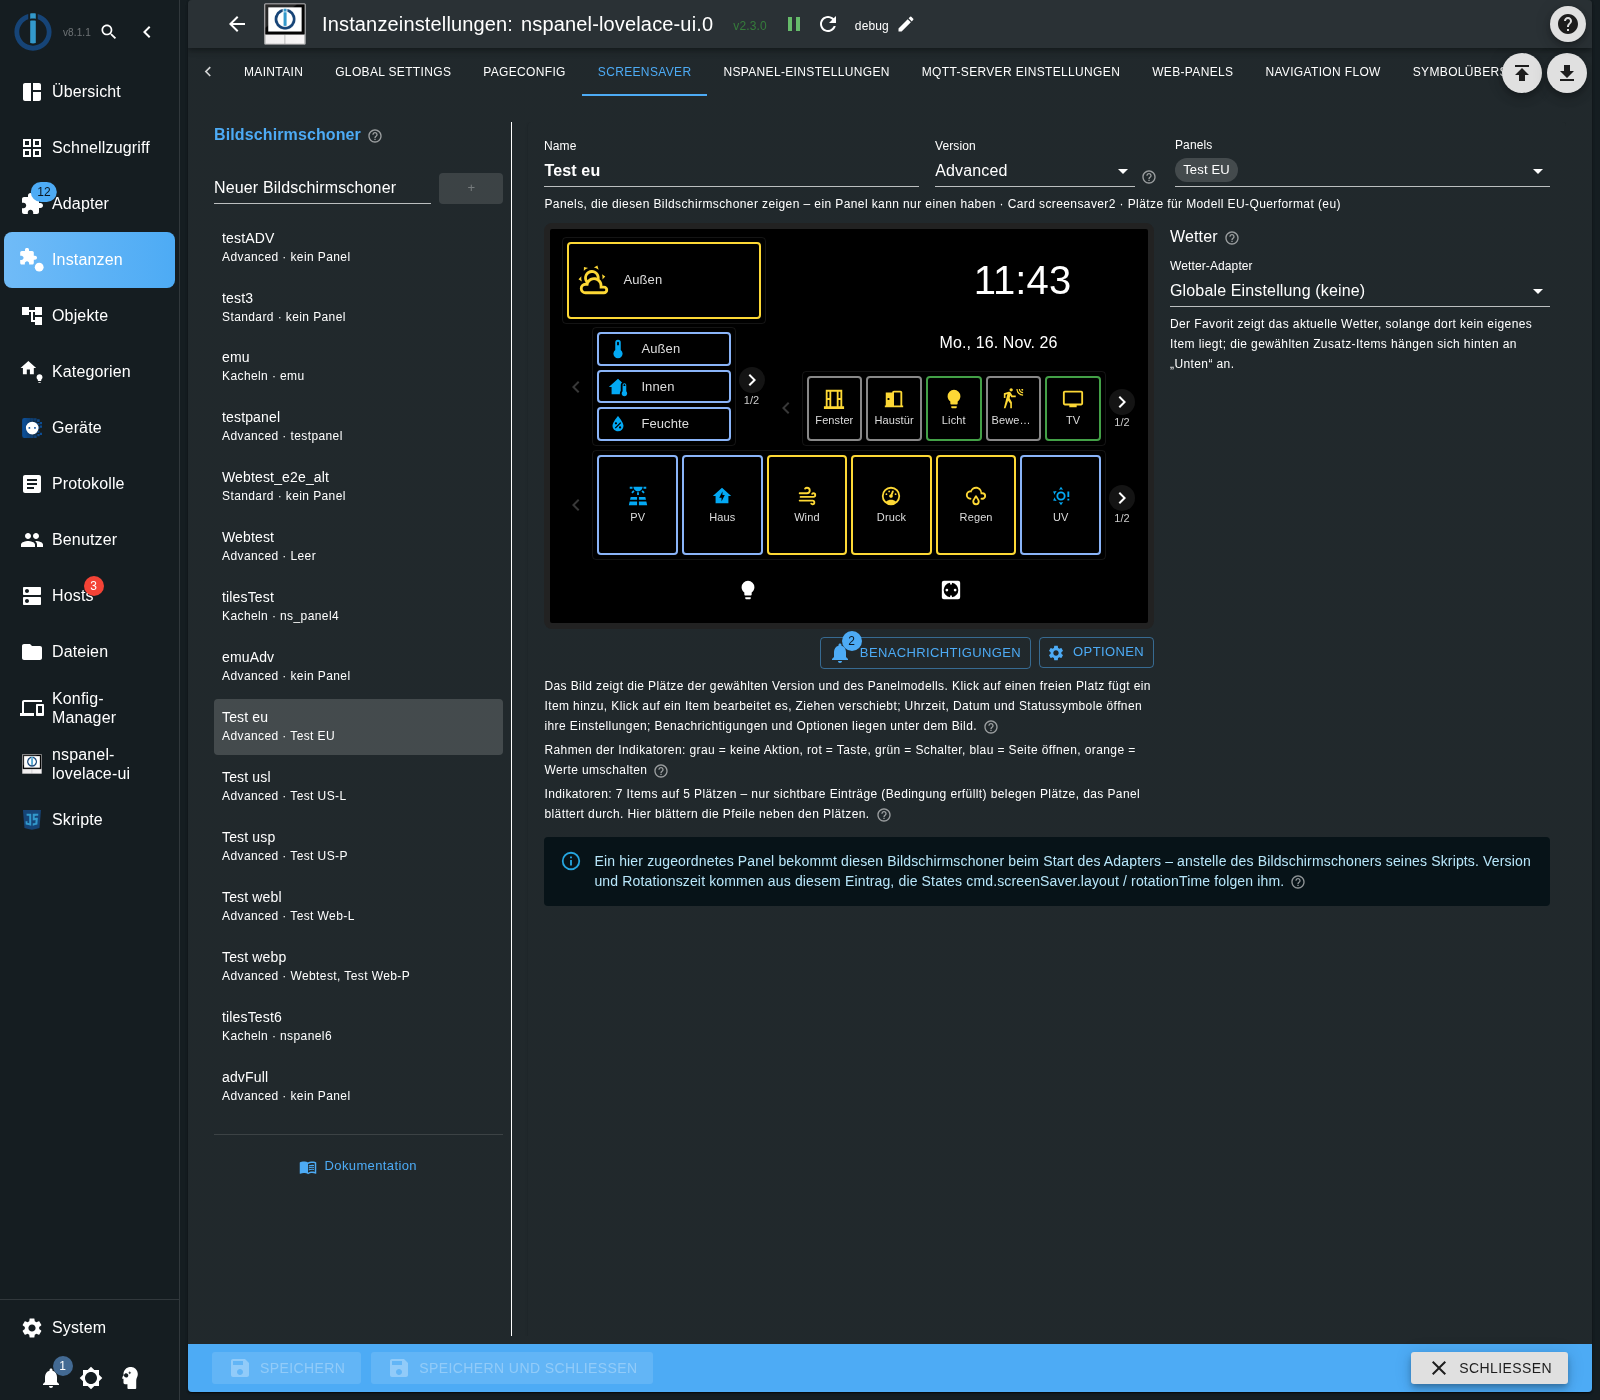 v8.1.1
Instanzeinstellungen: nspanel-lovelace-ui.0
v2.3.0
debug
MAINTAIN
GLOBAL SETTINGS
PAGECONFIG
SCREENSAVER
NSPANEL-EINSTELLUNGEN
MQTT-SERVER EINSTELLUNGEN
WEB-PANELS
NAVIGATION FLOW
SYMBOLÜBERS
Übersicht
Schnellzugriff
12
Adapter
Instanzen
Objekte
Kategorien
Geräte
Protokolle
Benutzer
3
Hosts
Dateien
Konfig-
Manager
nspanel-
lovelace-ui
JS
Skripte
System
1
Bildschirmschoner
Neuer Bildschirmschoner
+
testADV
Advanced · kein Panel
test3
Standard · kein Panel
emu
Kacheln · emu
testpanel
Advanced · testpanel
Webtest_e2e_alt
Standard · kein Panel
Webtest
Advanced · Leer
tilesTest
Kacheln · ns_panel4
emuAdv
Advanced · kein Panel
Test eu
Advanced · Test EU
Test usl
Advanced · Test US-L
Test usp
Advanced · Test US-P
Test webl
Advanced · Test Web-L
Test webp
Advanced · Webtest, Test Web-P
tilesTest6
Kacheln · nspanel6
advFull
Advanced · kein Panel
Dokumentation
Name
Test eu
Version
Advanced
Panels
Test EU
Panels, die diesen Bildschirmschoner zeigen – ein Panel kann nur einen haben · Card screensaver2 · Plätze für Modell EU-Querformat (eu)
Außen
11:43
Mo., 16. Nov. 26
Außen
Innen
Feuchte
1/2
Fenster
Haustür
Licht
Bewe...
TV
1/2
PV
Haus
Wind
Druck
Regen
UV
1/2
2
BENACHRICHTIGUNGEN
OPTIONEN
Das Bild zeigt die Plätze der gewählten Version und des Panelmodells. Klick auf einen freien Platz fügt ein
Item hinzu, Klick auf ein Item bearbeitet es, Ziehen verschiebt; Uhrzeit, Datum und Statussymbole öffnen
ihre Einstellungen; Benachrichtigungen und Optionen liegen unter dem Bild.
Rahmen der Indikatoren: grau = keine Aktion, rot = Taste, grün = Schalter, blau = Seite öffnen, orange =
Werte umschalten
Indikatoren: 7 Items auf 5 Plätzen – nur sichtbare Einträge (Bedingung erfüllt) belegen Plätze, das Panel
blättert durch. Hier blättern die Pfeile neben den Plätzen.
Wetter
Wetter-Adapter
Globale Einstellung (keine)
Der Favorit zeigt das aktuelle Wetter, solange dort kein eigenes
Item liegt; die gewählten Zusatz-Items hängen sich hinten an
„Unten“ an.
Ein hier zugeordnetes Panel bekommt diesen Bildschirmschoner beim Start des Adapters – anstelle des Bildschirmschoners seines Skripts. Version
und Rotationszeit kommen aus diesem Eintrag, die States cmd.screenSaver.layout / rotationTime folgen ihm.
SPEICHERN
SPEICHERN UND SCHLIESSEN
SCHLIESSEN